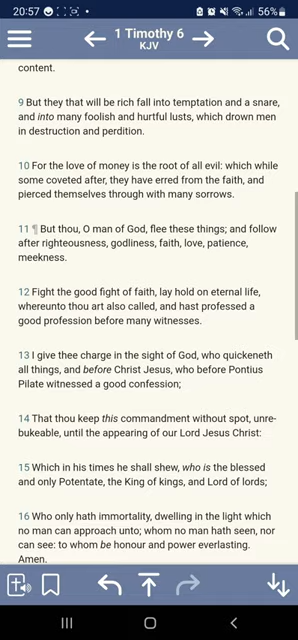 20:57
56%
1 Timothy 6
KJV
content.
9 But they that will be rich fall into temptation and a snare,
and into many foolish and hurtful lusts, which drown men
in destruction and perdition.
10 For the love of money is the root of all evil: which while
some coveted after, they have erred from the faith, and
pierced themselves through with many sorrows.
11 ¶ But thou, O man of God, flee these things; and follow
after righteousness, godliness, faith, love, patience,
meekness.
12 Fight the good fight of faith, lay hold on eternal life,
whereunto thou art also called, and hast professed a
good profession before many witnesses.
13 I give thee charge in the sight of God, who quickeneth
all things, and before Christ Jesus, who before Pontius
Pilate witnessed a good confession;
14 That thou keep this commandment without spot, unre-
bukeable, until the appearing of our Lord Jesus Christ:
15 Which in his times he shall shew, who is the blessed
and only Potentate, the King of kings, and Lord of lords;
16 Who only hath immortality, dwelling in the light which
no man can approach unto; whom no man hath seen, nor
can see: to whom be honour and power everlasting.
Amen.